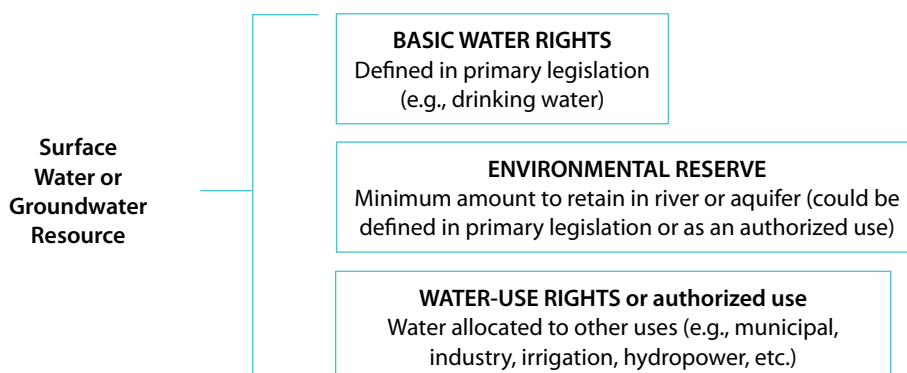 Surface
Water or
Groundwater
Resource
BASIC WATER RIGHTS
Defined in primary legislation
(e.g., drinking water)
ENVIRONMENTAL RESERVE
Minimum amount to retain in river or aquifer (could be
defined in primary legislation or as an authorized use)
WATER-USE RIGHTS or authorized use
Water allocated to other uses (e.g., municipal,
industry, irrigation, hydropower, etc.)